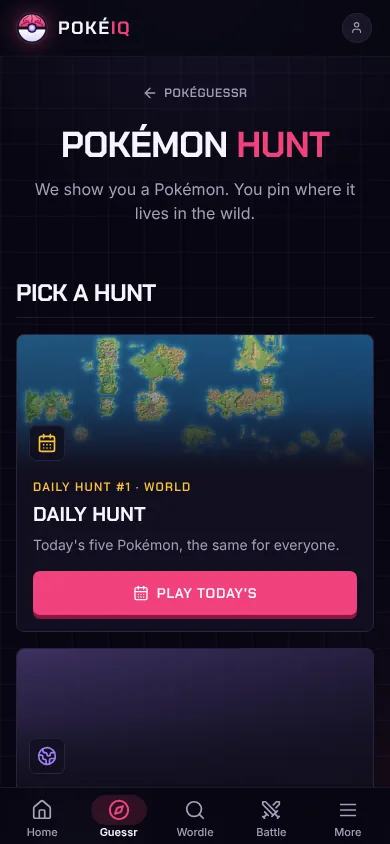 POKÉIQ
POKÉGUESSR
POKÉMON HUNT
We show you a Pokémon. You pin where it
lives in the wild.
PICK A HUNT
DAILY HUNT #1 · WORLD
DAILY HUNT
Today's five Pokémon, the same for everyone.
PLAY TODAY'S
Home Guessr Wordle Battle More